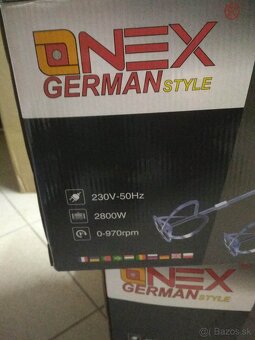 ONEX
GERMAN STYLE
230V-50Hz
2800W
0-970rpm
ONEX
GERMAN STYLE
© Bazos.sk